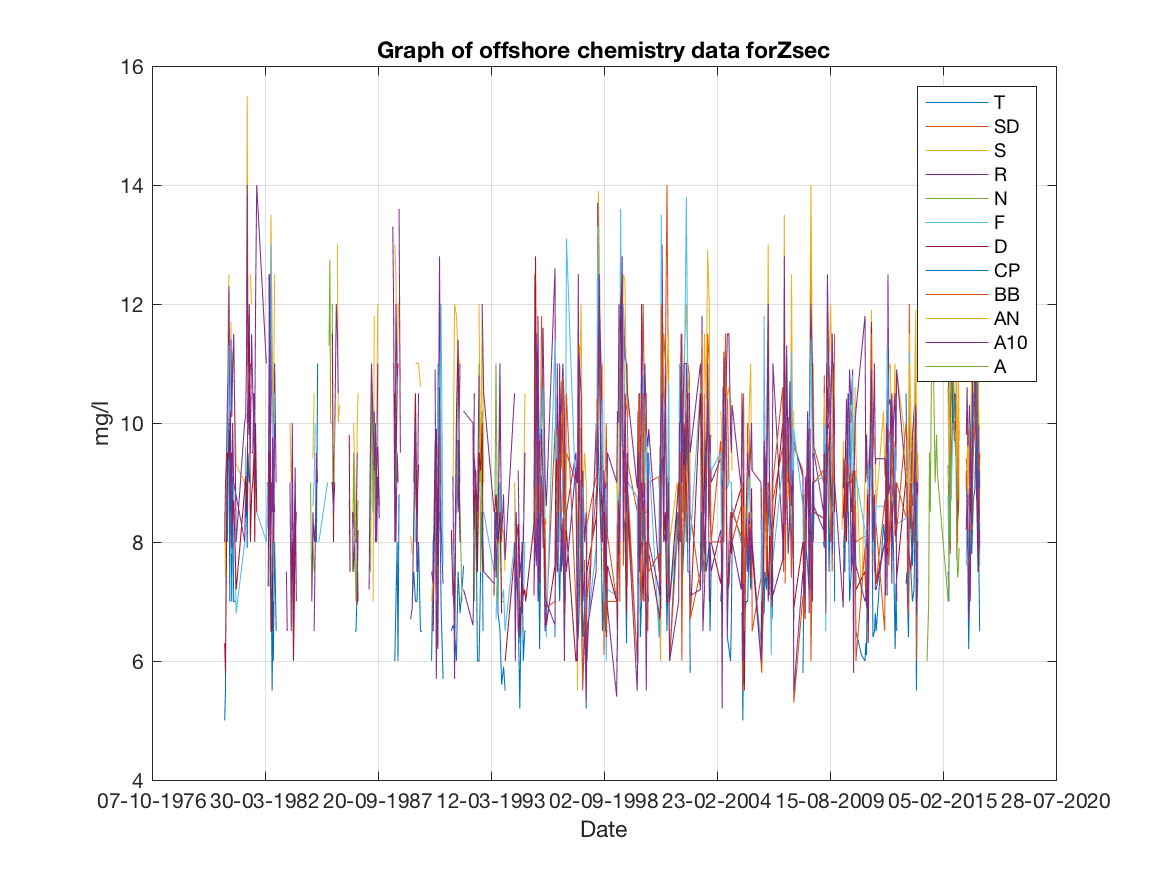 Graph of offshore chemistry data forZsec
16
14
12
10
8
6
4
mg/l
T
SD
S
R
N
F
D
CP
BB
AN
A10
A
07-10-1976 30-03-1982 20-09-1987 12-03-1993 02-09-1998 23-02-2004 15-08-2009 05-02-2015 28-07-2020
Date